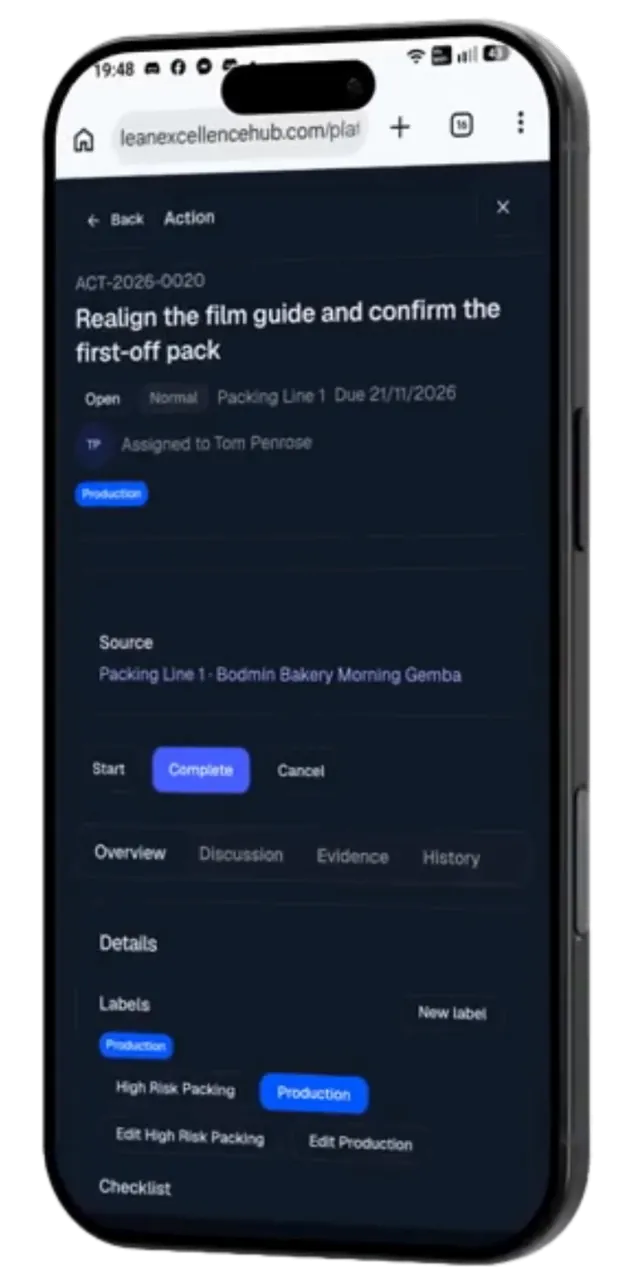 19:48
leanexcellencehub.com/plat
16
← Back Action
ACT-2026-0020
Realign the film guide and confirm the
first-off pack
Open Normal Packing Line 1 Due 21/11/2026
TP Assigned to Tom Penrose
Production
Source
Packing Line 1 · Bodmin Bakery Morning Gemba
Start Complete Cancel
Overview Discussion Evidence History
Details
Labels New label
Production
High Risk Packing Production
Edit High Risk Packing Edit Production
Checklist